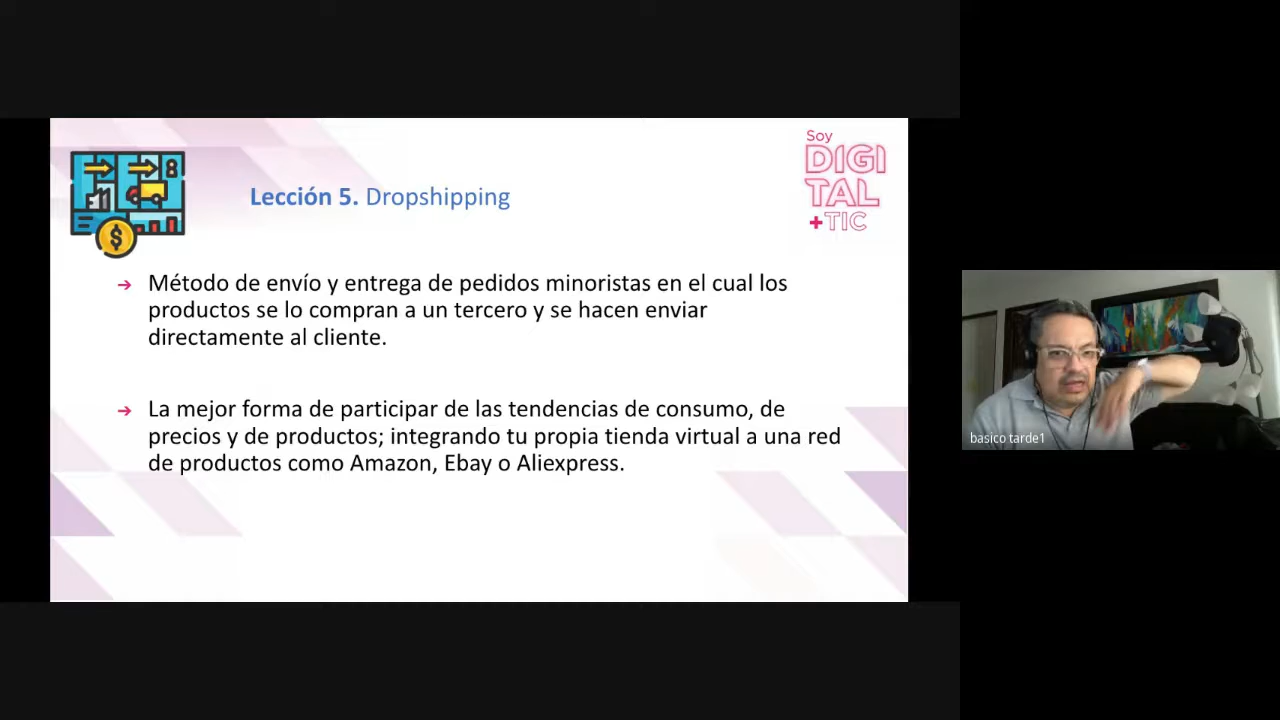 Soy
DIGI
TAL
+TIC
Lección 5. Dropshipping
Método de envío y entrega de pedidos minoristas en el cual los
productos se lo compran a un tercero y se hacen enviar
directamente al cliente.
La mejor forma de participar de las tendencias de consumo, de
precios y de productos; integrando tu propia tienda virtual a una red
de productos como Amazon, Ebay o Aliexpress.
basico tarde1